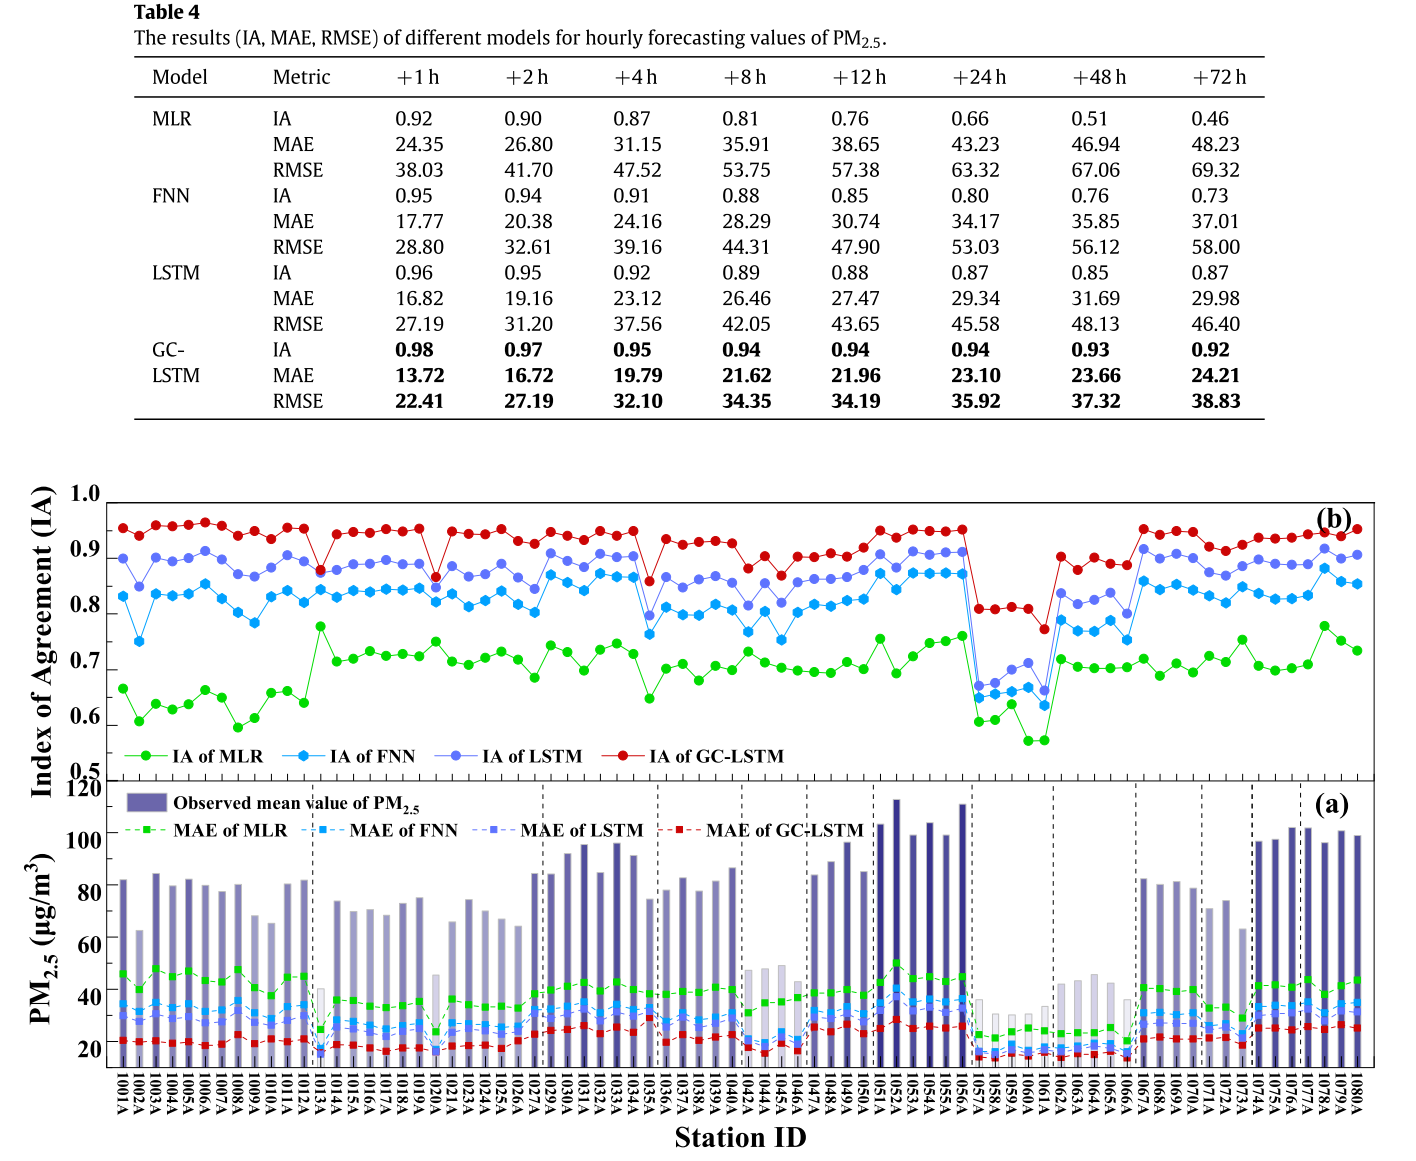 Table 4
The results (IA, MAE, RMSE) of different models for hourly forecasting values of PM2.5.
Model Metric +1 h +2 h +4 h +8 h +12 h +24 h +48 h +72 h
MLR IA 0.92 0.90 0.87 0.81 0.76 0.66 0.51 0.46
MAE 24.35 26.80 31.15 35.91 38.65 43.23 46.94 48.23
RMSE 38.03 41.70 47.52 53.75 57.38 63.32 67.06 69.32
FNN IA 0.95 0.94 0.91 0.88 0.85 0.80 0.76 0.73
MAE 17.77 20.38 24.16 28.29 30.74 34.17 35.85 37.01
RMSE 28.80 32.61 39.16 44.31 47.90 53.03 56.12 58.00
LSTM IA 0.96 0.95 0.92 0.89 0.88 0.87 0.85 0.87
MAE 16.82 19.16 23.12 26.46 27.47 29.34 31.69 29.98
RMSE 27.19 31.20 37.56 42.05 43.65 45.58 48.13 46.40
GC- IA 0.98 0.97 0.95 0.94 0.94 0.94 0.93 0.92
LSTM MAE 13.72 16.72 19.79 21.62 21.96 23.10 23.66 24.21
RMSE 22.41 27.19 32.10 34.35 34.19 35.92 37.32 38.83
Index of Agreement (IA)
1.0
0.9
0.8
0.7
0.6
0.5
(b)
IA of MLR IA of FNN IA of LSTM IA of GC-LSTM
PM2.5 (μg/m3)
120
100
80
60
40
20
(a)
Observed mean value of PM2.5
MAE of MLR MAE of FNN MAE of LSTM MAE of GC-LSTM
1001A 1002A 1003A 1004A 1005A 1006A 1007A 1008A 1009A 1010A 1011A 1012A 1013A 1014A 1015A 1016A 1017A 1018A 1019A 1020A 1021A 1023A 1024A 1025A 1026A 1027A 1029A 1030A 1031A 1032A 1033A 1034A 1035A 1036A 1037A 1038A 1039A 1040A 1042A 1044A 1045A 1046A 1047A 1048A 1049A 1050A 1051A 1052A 1053A 1054A 1055A 1056A 1057A 1058A 1059A 1060A 1061A 1062A 1063A 1064A 1065A 1066A 1067A 1068A 1069A 1070A 1071A 1072A 1073A 1074A 1075A 1076A 1077A 1078A 1079A 1080A
Station ID